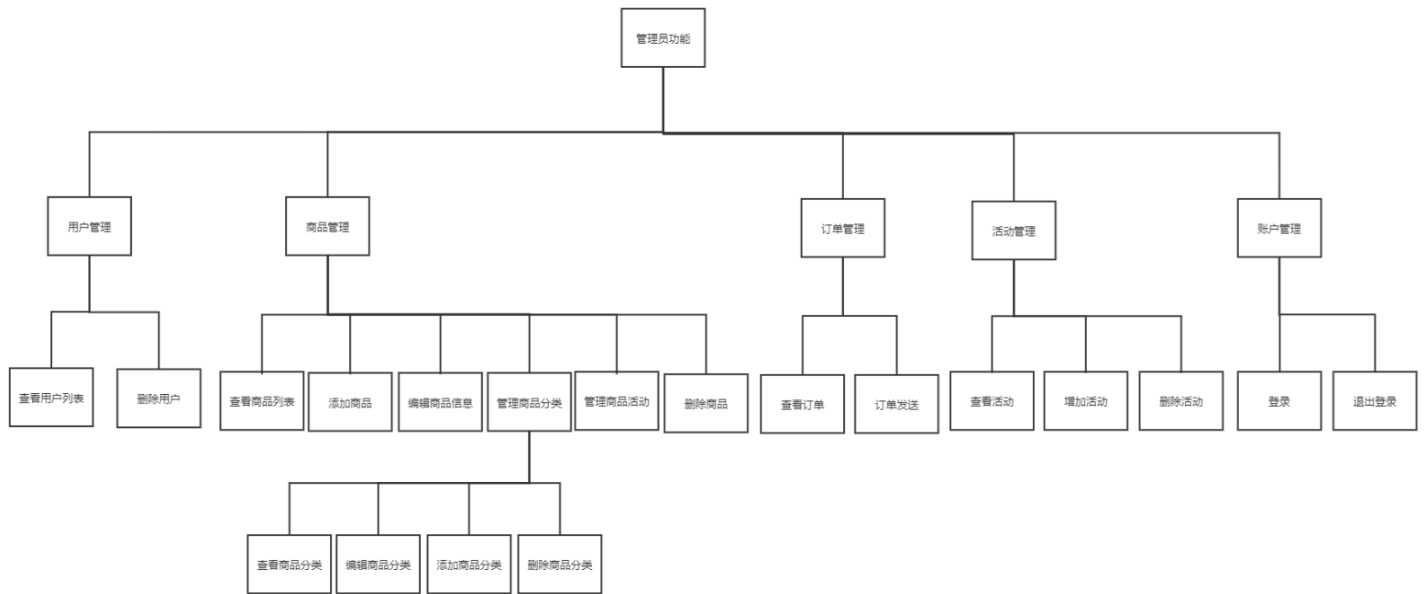 管理员功能
用户管理
商品管理
订单管理
活动管理
账户管理
查看用户列表
删除用户
查看商品列表
添加商品
编辑商品信息
管理商品分类
管理商品活动
删除商品
查看订单
订单发送
查看活动
增加活动
删除活动
登录
退出登录
查看商品分类
编辑商品分类
添加商品分类
删除商品分类